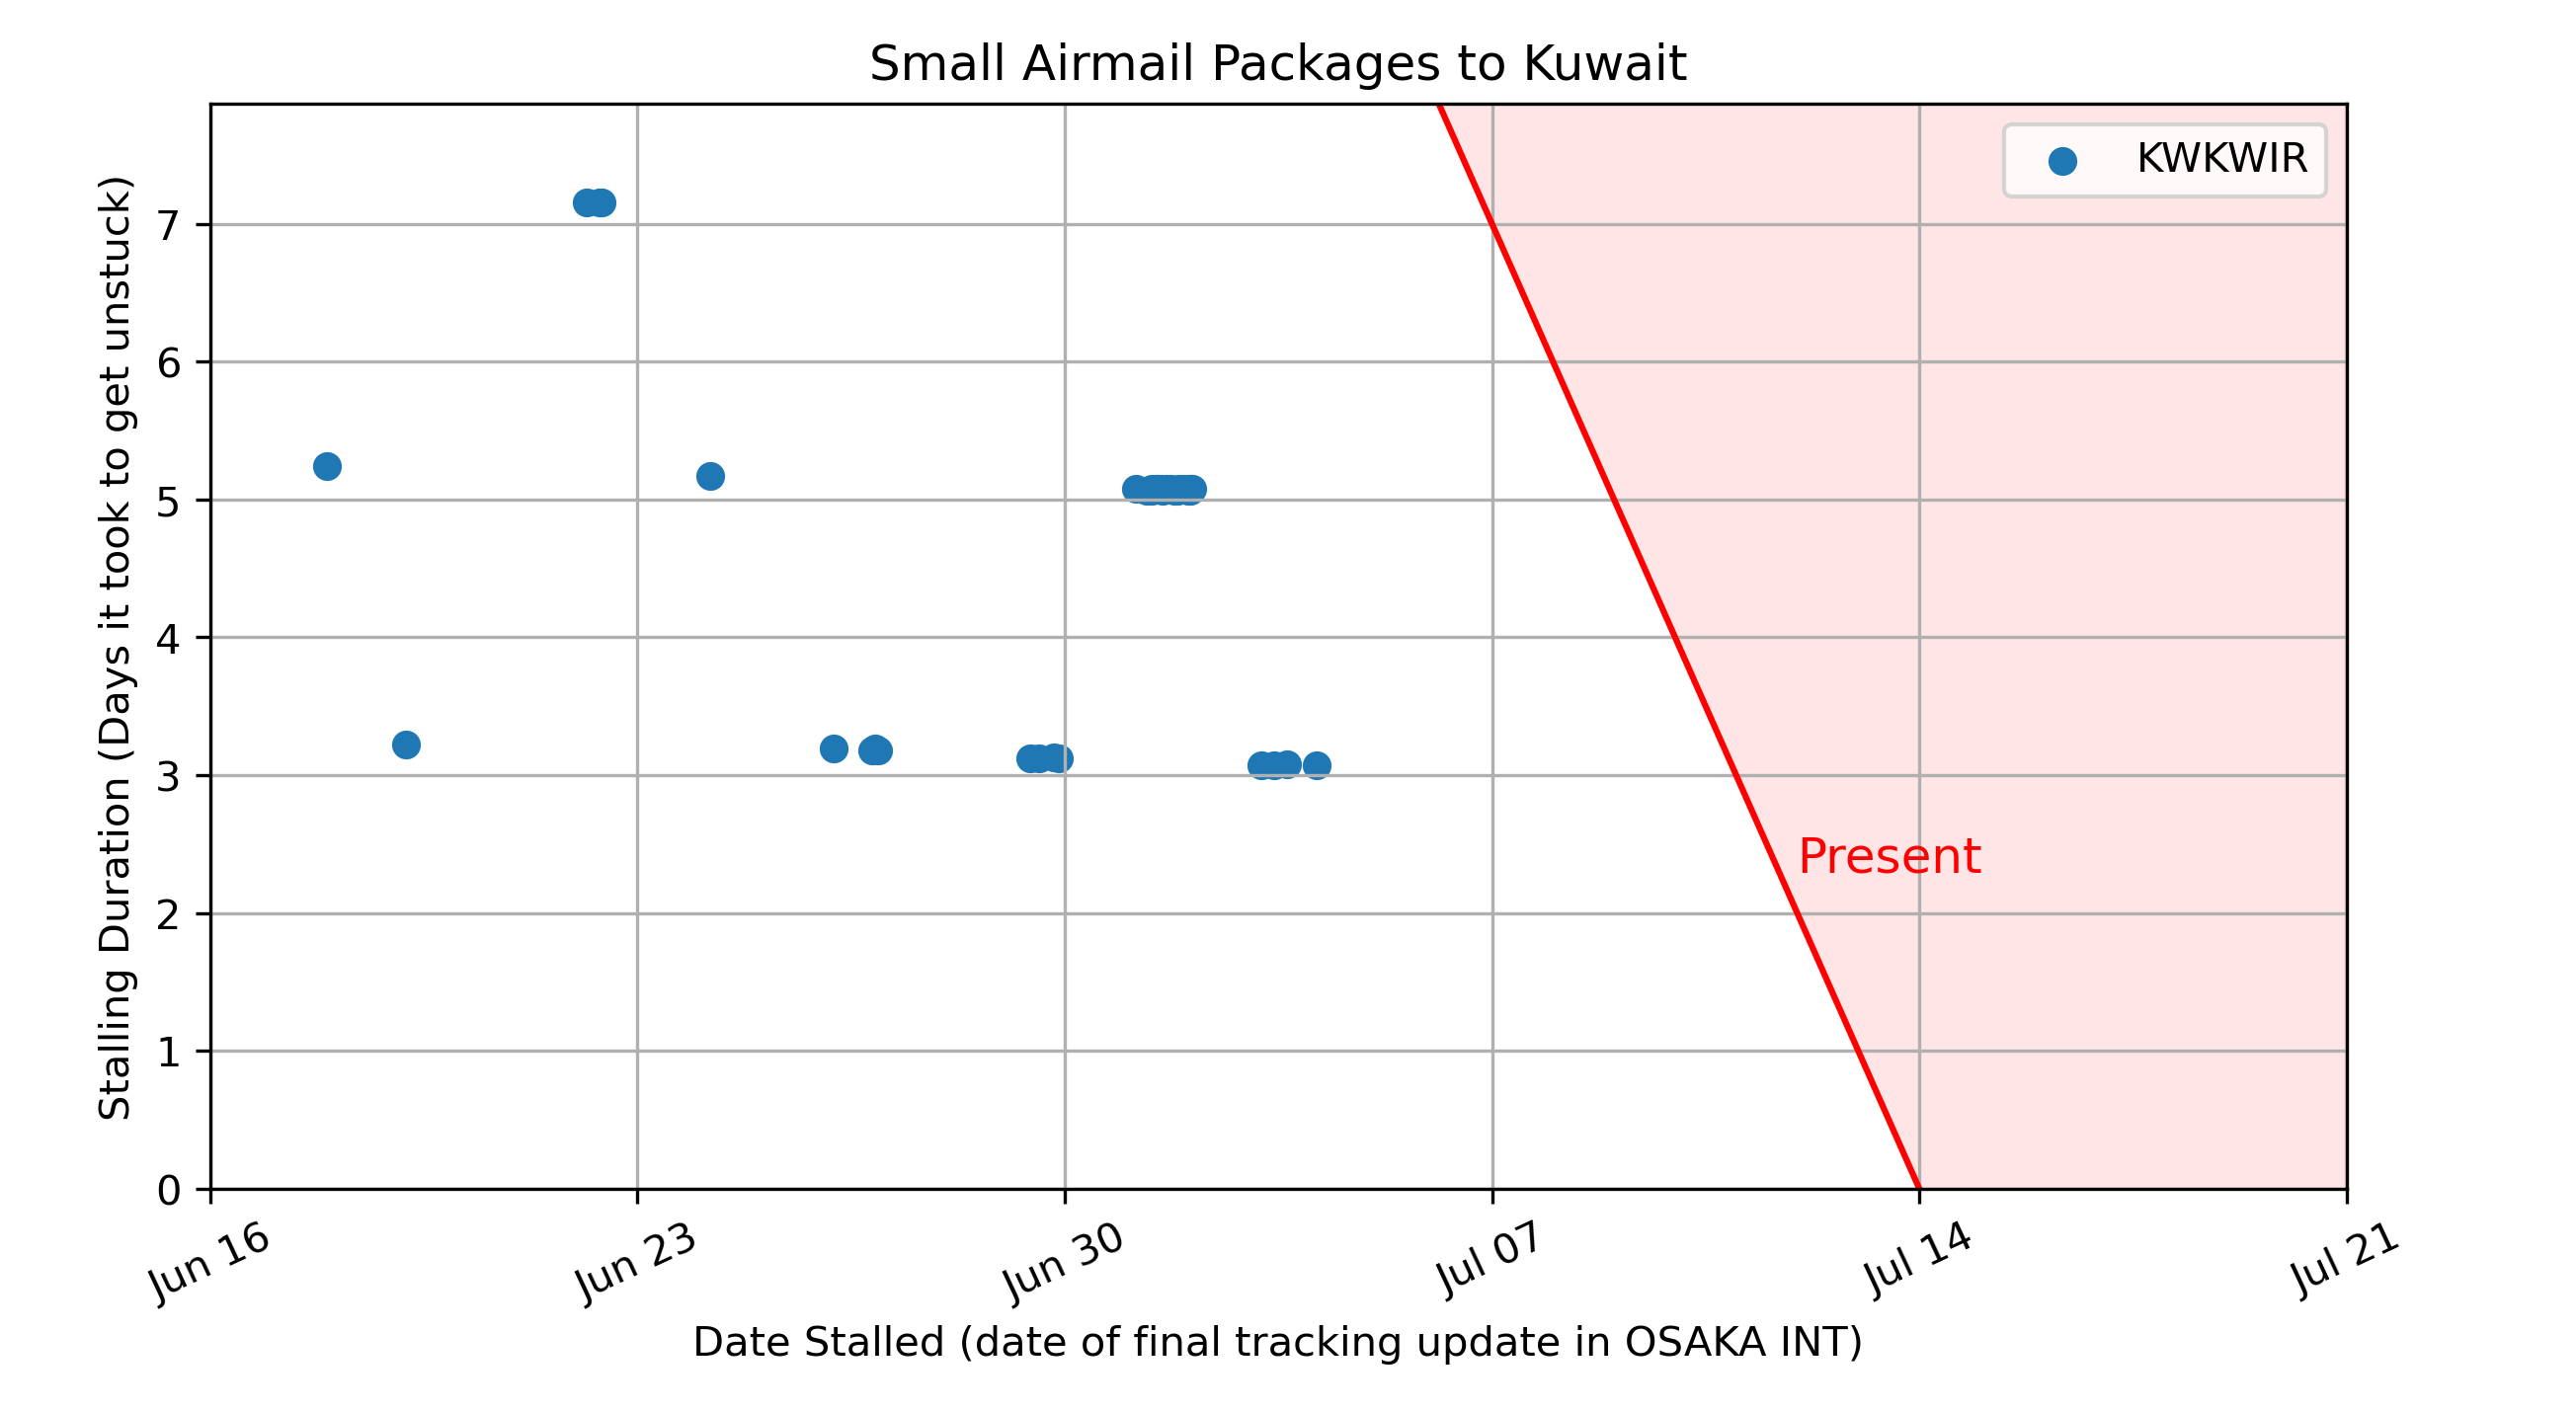 Small Airmail Packages to Kuwait
KWKWIR
Stalling Duration (Days it took to get unstuck)
7
6
5
4
3
2
1
0
Present
Jun 16
Jun 23
Jun 30
Jul 07
Jul 14
Jul 21
Date Stalled (date of final tracking update in OSAKA INT)